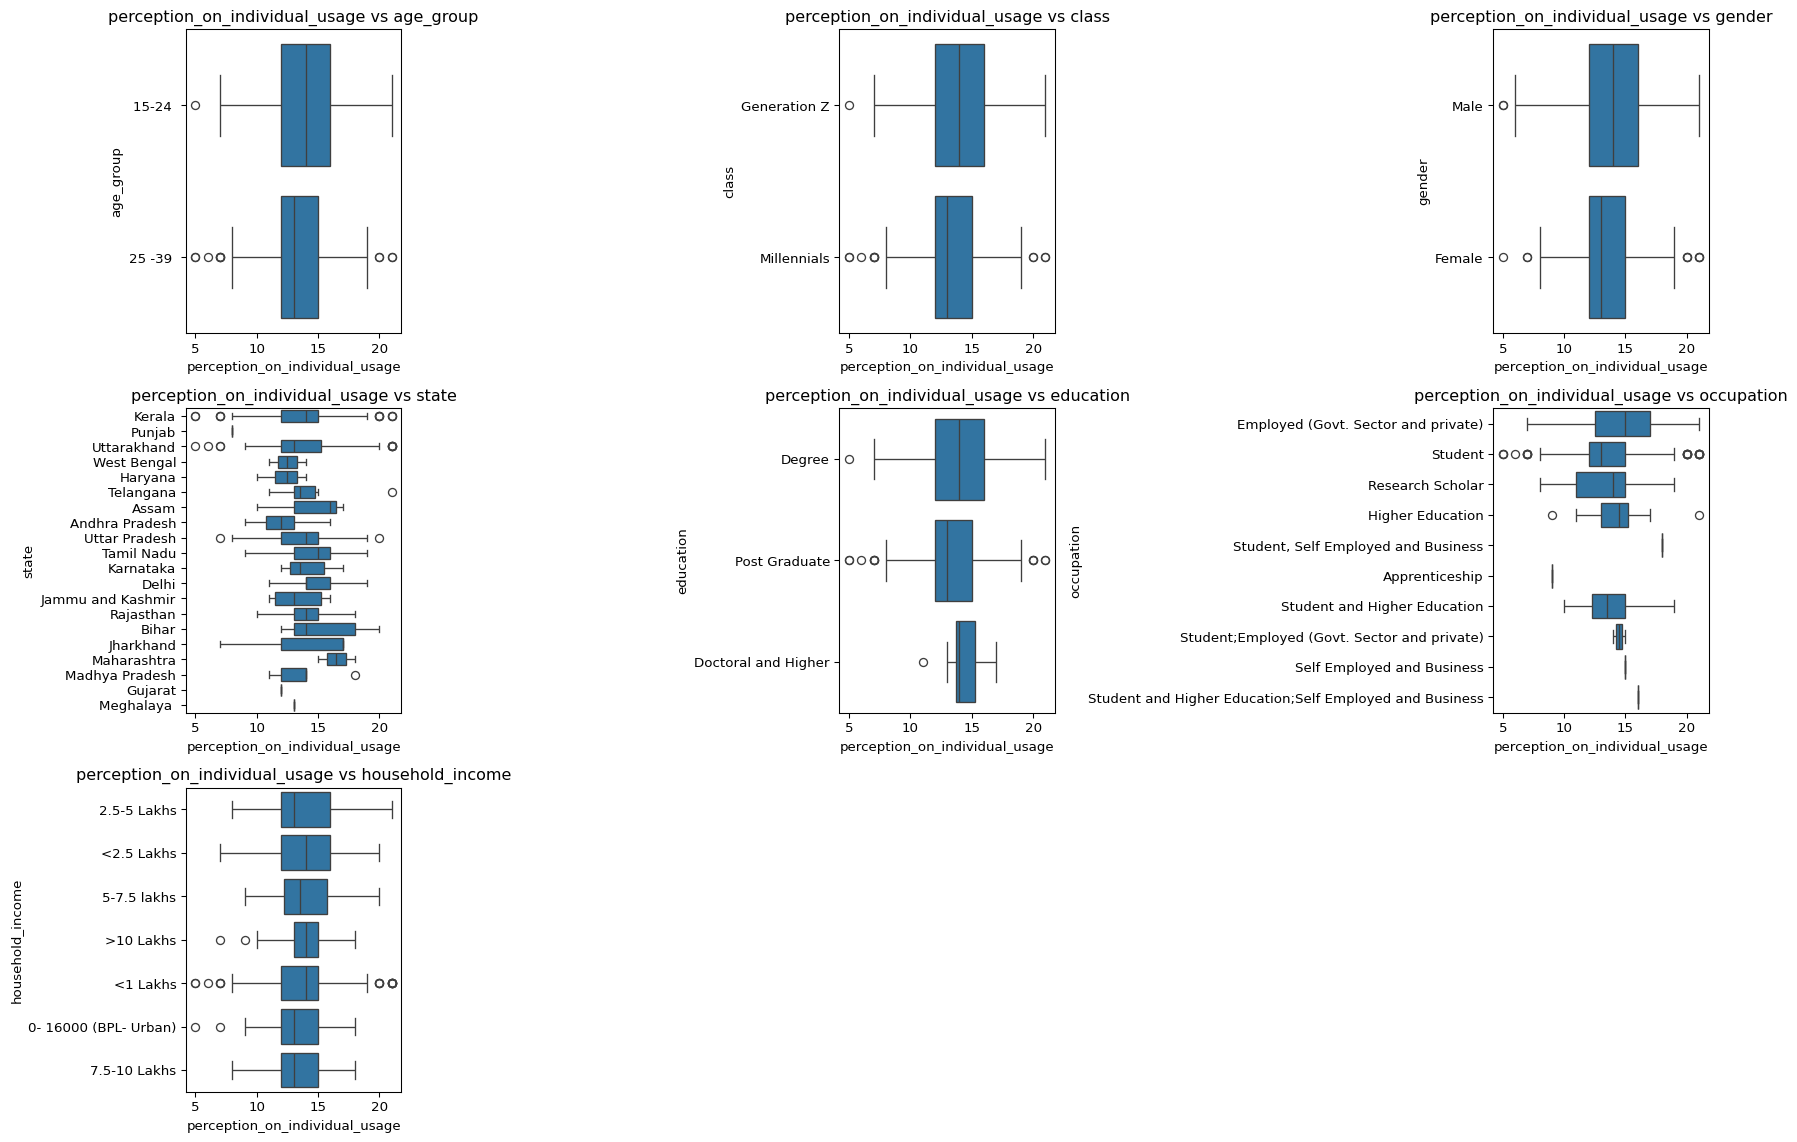 perception_on_individual_usage vs age_group
age_group
15-24
25 -39
5 10 15 20
perception_on_individual_usage
perception_on_individual_usage vs class
class
Generation Z
Millennials
5 10 15 20
perception_on_individual_usage
perception_on_individual_usage vs gender
gender
Male
Female
5 10 15 20
perception_on_individual_usage
perception_on_individual_usage vs state
state
Kerala
Punjab
Uttarakhand
West Bengal
Haryana
Telangana
Assam
Andhra Pradesh
Uttar Pradesh
Tamil Nadu
Karnataka
Delhi
Jammu and Kashmir
Rajasthan
Bihar
Jharkhand
Maharashtra
Madhya Pradesh
Gujarat
Meghalaya
5 10 15 20
perception_on_individual_usage
perception_on_individual_usage vs education
education
Degree
Post Graduate
Doctoral and Higher
5 10 15 20
perception_on_individual_usage
perception_on_individual_usage vs occupation
occupation
Employed (Govt. Sector and private)
Student
Research Scholar
Higher Education
Student, Self Employed and Business
Apprenticeship
Student and Higher Education
Student;Employed (Govt. Sector and private)
Self Employed and Business
Student and Higher Education;Self Employed and Business
5 10 15 20
perception_on_individual_usage
perception_on_individual_usage vs household_income
household_income
2.5-5 Lakhs
<2.5 Lakhs
5-7.5 lakhs
>10 Lakhs
<1 Lakhs
0- 16000 (BPL- Urban)
7.5-10 Lakhs
5 10 15 20
perception_on_individual_usage